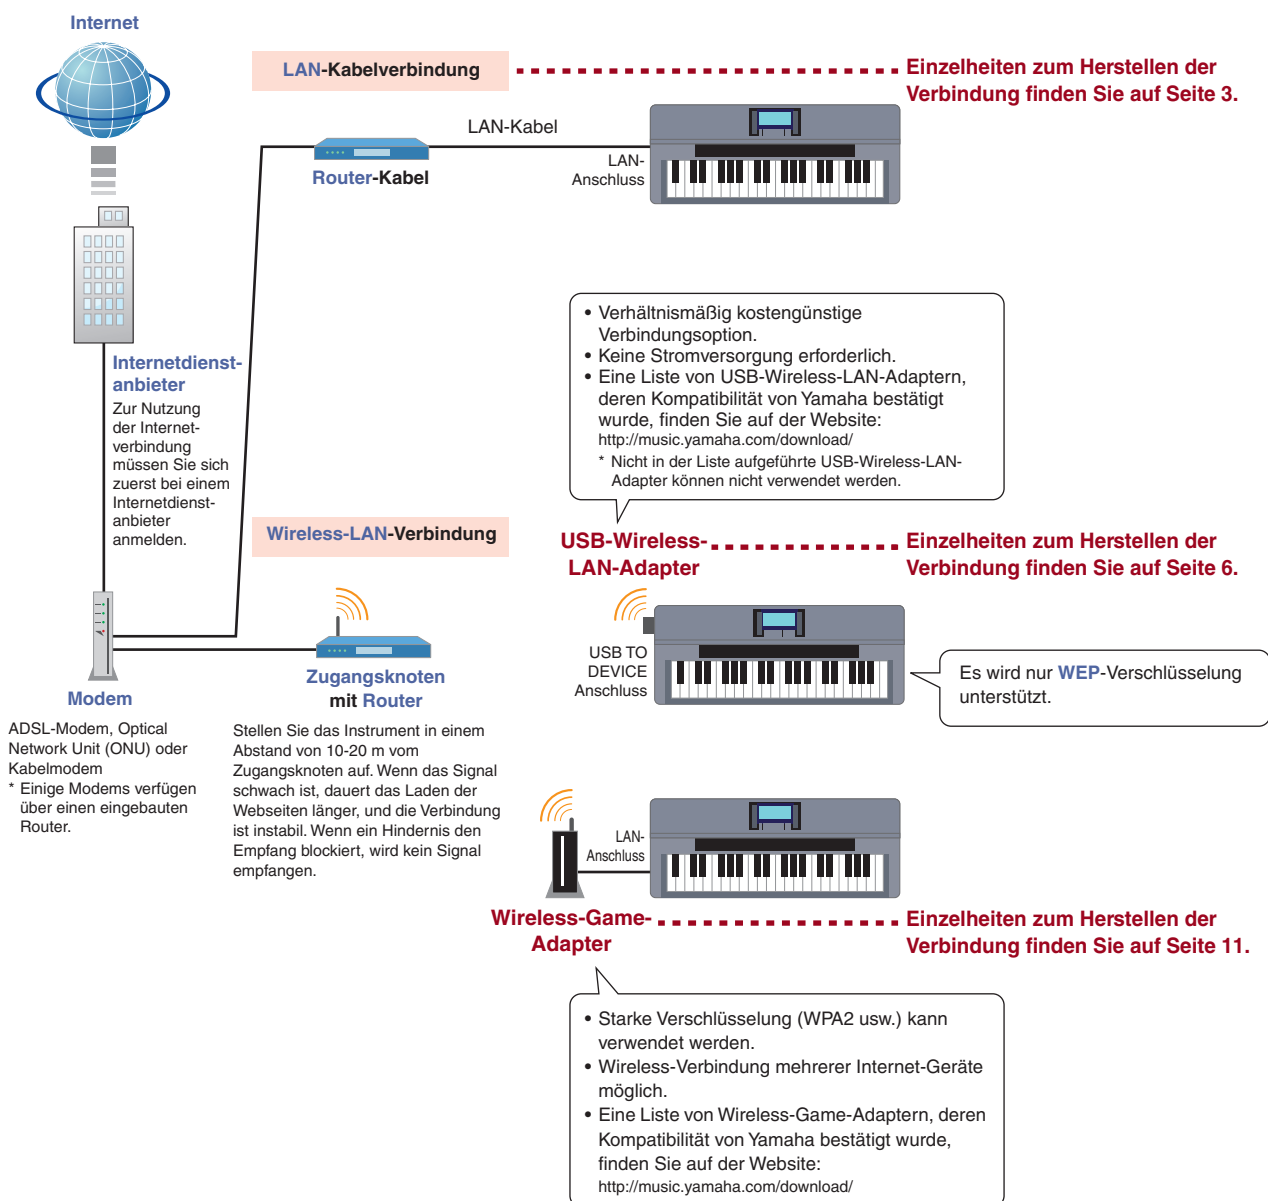 Internet
LAN-Kabelverbindung
Einzelheiten zum Herstellen der
Verbindung finden Sie auf Seite 3.
LAN-Kabel
LAN-
Anschluss
Router-Kabel
Internetdienst-
anbieter
Zur Nutzung
der Internet-
verbindung
müssen Sie sich
zuerst bei einem
Internetdienst-
anbieter
anmelden.
• Verhältnismäßig kostengünstige
Verbindungsoption.
• Keine Stromversorgung erforderlich.
• Eine Liste von USB-Wireless-LAN-Adaptern,
deren Kompatibilität von Yamaha bestätigt
wurde, finden Sie auf der Website:
http://music.yamaha.com/download/
* Nicht in der Liste aufgeführte USB-Wireless-LAN-
Adapter können nicht verwendet werden.
Wireless-LAN-Verbindung
USB-Wireless-
LAN-Adapter
Einzelheiten zum Herstellen der
Verbindung finden Sie auf Seite 6.
USB TO
DEVICE
Anschluss
Es wird nur WEP-Verschlüsselung
unterstützt.
Modem
ADSL-Modem, Optical
Network Unit (ONU) oder
Kabelmodem
* Einige Modems verfügen
über einen eingebauten
Router.
Zugangsknoten
mit Router
Stellen Sie das Instrument in einem
Abstand von 10-20 m vom
Zugangsknoten auf. Wenn das Signal
schwach ist, dauert das Laden der
Webseiten länger, und die Verbindung
ist instabil. Wenn ein Hindernis den
Empfang blockiert, wird kein Signal
empfangen.
LAN-
Anschluss
Wireless-Game-
Adapter
Einzelheiten zum Herstellen der
Verbindung finden Sie auf Seite 11.
• Starke Verschlüsselung (WPA2 usw.) kann
verwendet werden.
• Wireless-Verbindung mehrerer Internet-Geräte
möglich.
• Eine Liste von Wireless-Game-Adaptern, deren
Kompatibilität von Yamaha bestätigt wurde,
finden Sie auf der Website:
http://music.yamaha.com/download/